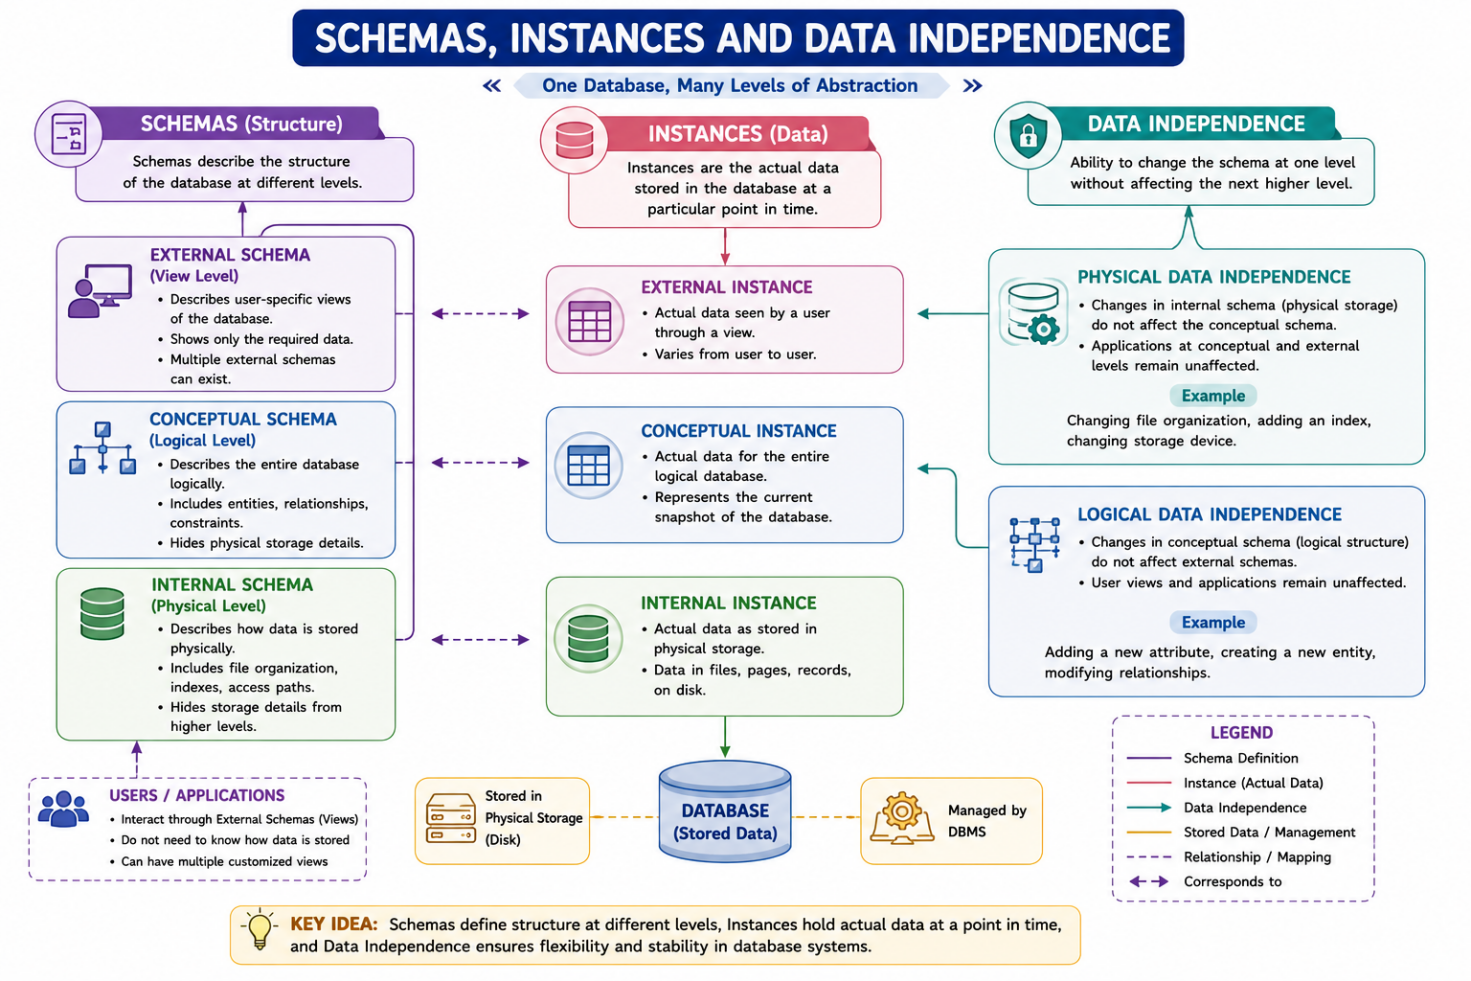 SCHEMAS, INSTANCES AND DATA INDEPENDENCE
One Database, Many Levels of Abstraction
SCHEMAS (Structure)
Schemas describe the structure
of the database at different levels.
EXTERNAL SCHEMA
(View Level)
• Describes user-specific views
of the database.
• Shows only the required data.
• Multiple external schemas
can exist.
CONCEPTUAL SCHEMA
(Logical Level)
• Describes the entire database
logically.
• Includes entities, relationships,
constraints.
• Hides physical storage details.
INTERNAL SCHEMA
(Physical Level)
• Describes how data is stored
physically.
• Includes file organization,
indexes, access paths.
• Hides storage details from
higher levels.
USERS / APPLICATIONS
• Interact through External Schemas (Views)
• Do not need to know how data is stored
• Can have multiple customized views
INSTANCES (Data)
Instances are the actual data
stored in the database at a
particular point in time.
EXTERNAL INSTANCE
• Actual data seen by a user
through a view.
• Varies from user to user.
CONCEPTUAL INSTANCE
• Actual data for the entire
logical database.
• Represents the current
snapshot of the database.
INTERNAL INSTANCE
• Actual data as stored in
physical storage.
• Data in files, pages, records,
on disk.
Stored in
Physical Storage
(Disk)
DATABASE
(Stored Data)
Managed by
DBMS
DATA INDEPENDENCE
Ability to change the schema at one level
without affecting the next higher level.
PHYSICAL DATA INDEPENDENCE
• Changes in internal schema (physical storage)
do not affect the conceptual schema.
• Applications at conceptual and external
levels remain unaffected.
Example
Changing file organization, adding an index,
changing storage device.
LOGICAL DATA INDEPENDENCE
• Changes in conceptual schema (logical structure)
do not affect external schemas.
• User views and applications remain unaffected.
Example
Adding a new attribute, creating a new entity,
modifying relationships.
LEGEND
Schema Definition
Instance (Actual Data)
Data Independence
Stored Data / Management
Relationship / Mapping
Corresponds to
KEY IDEA: Schemas define structure at different levels, Instances hold actual data at a point in time,
and Data Independence ensures flexibility and stability in database systems.